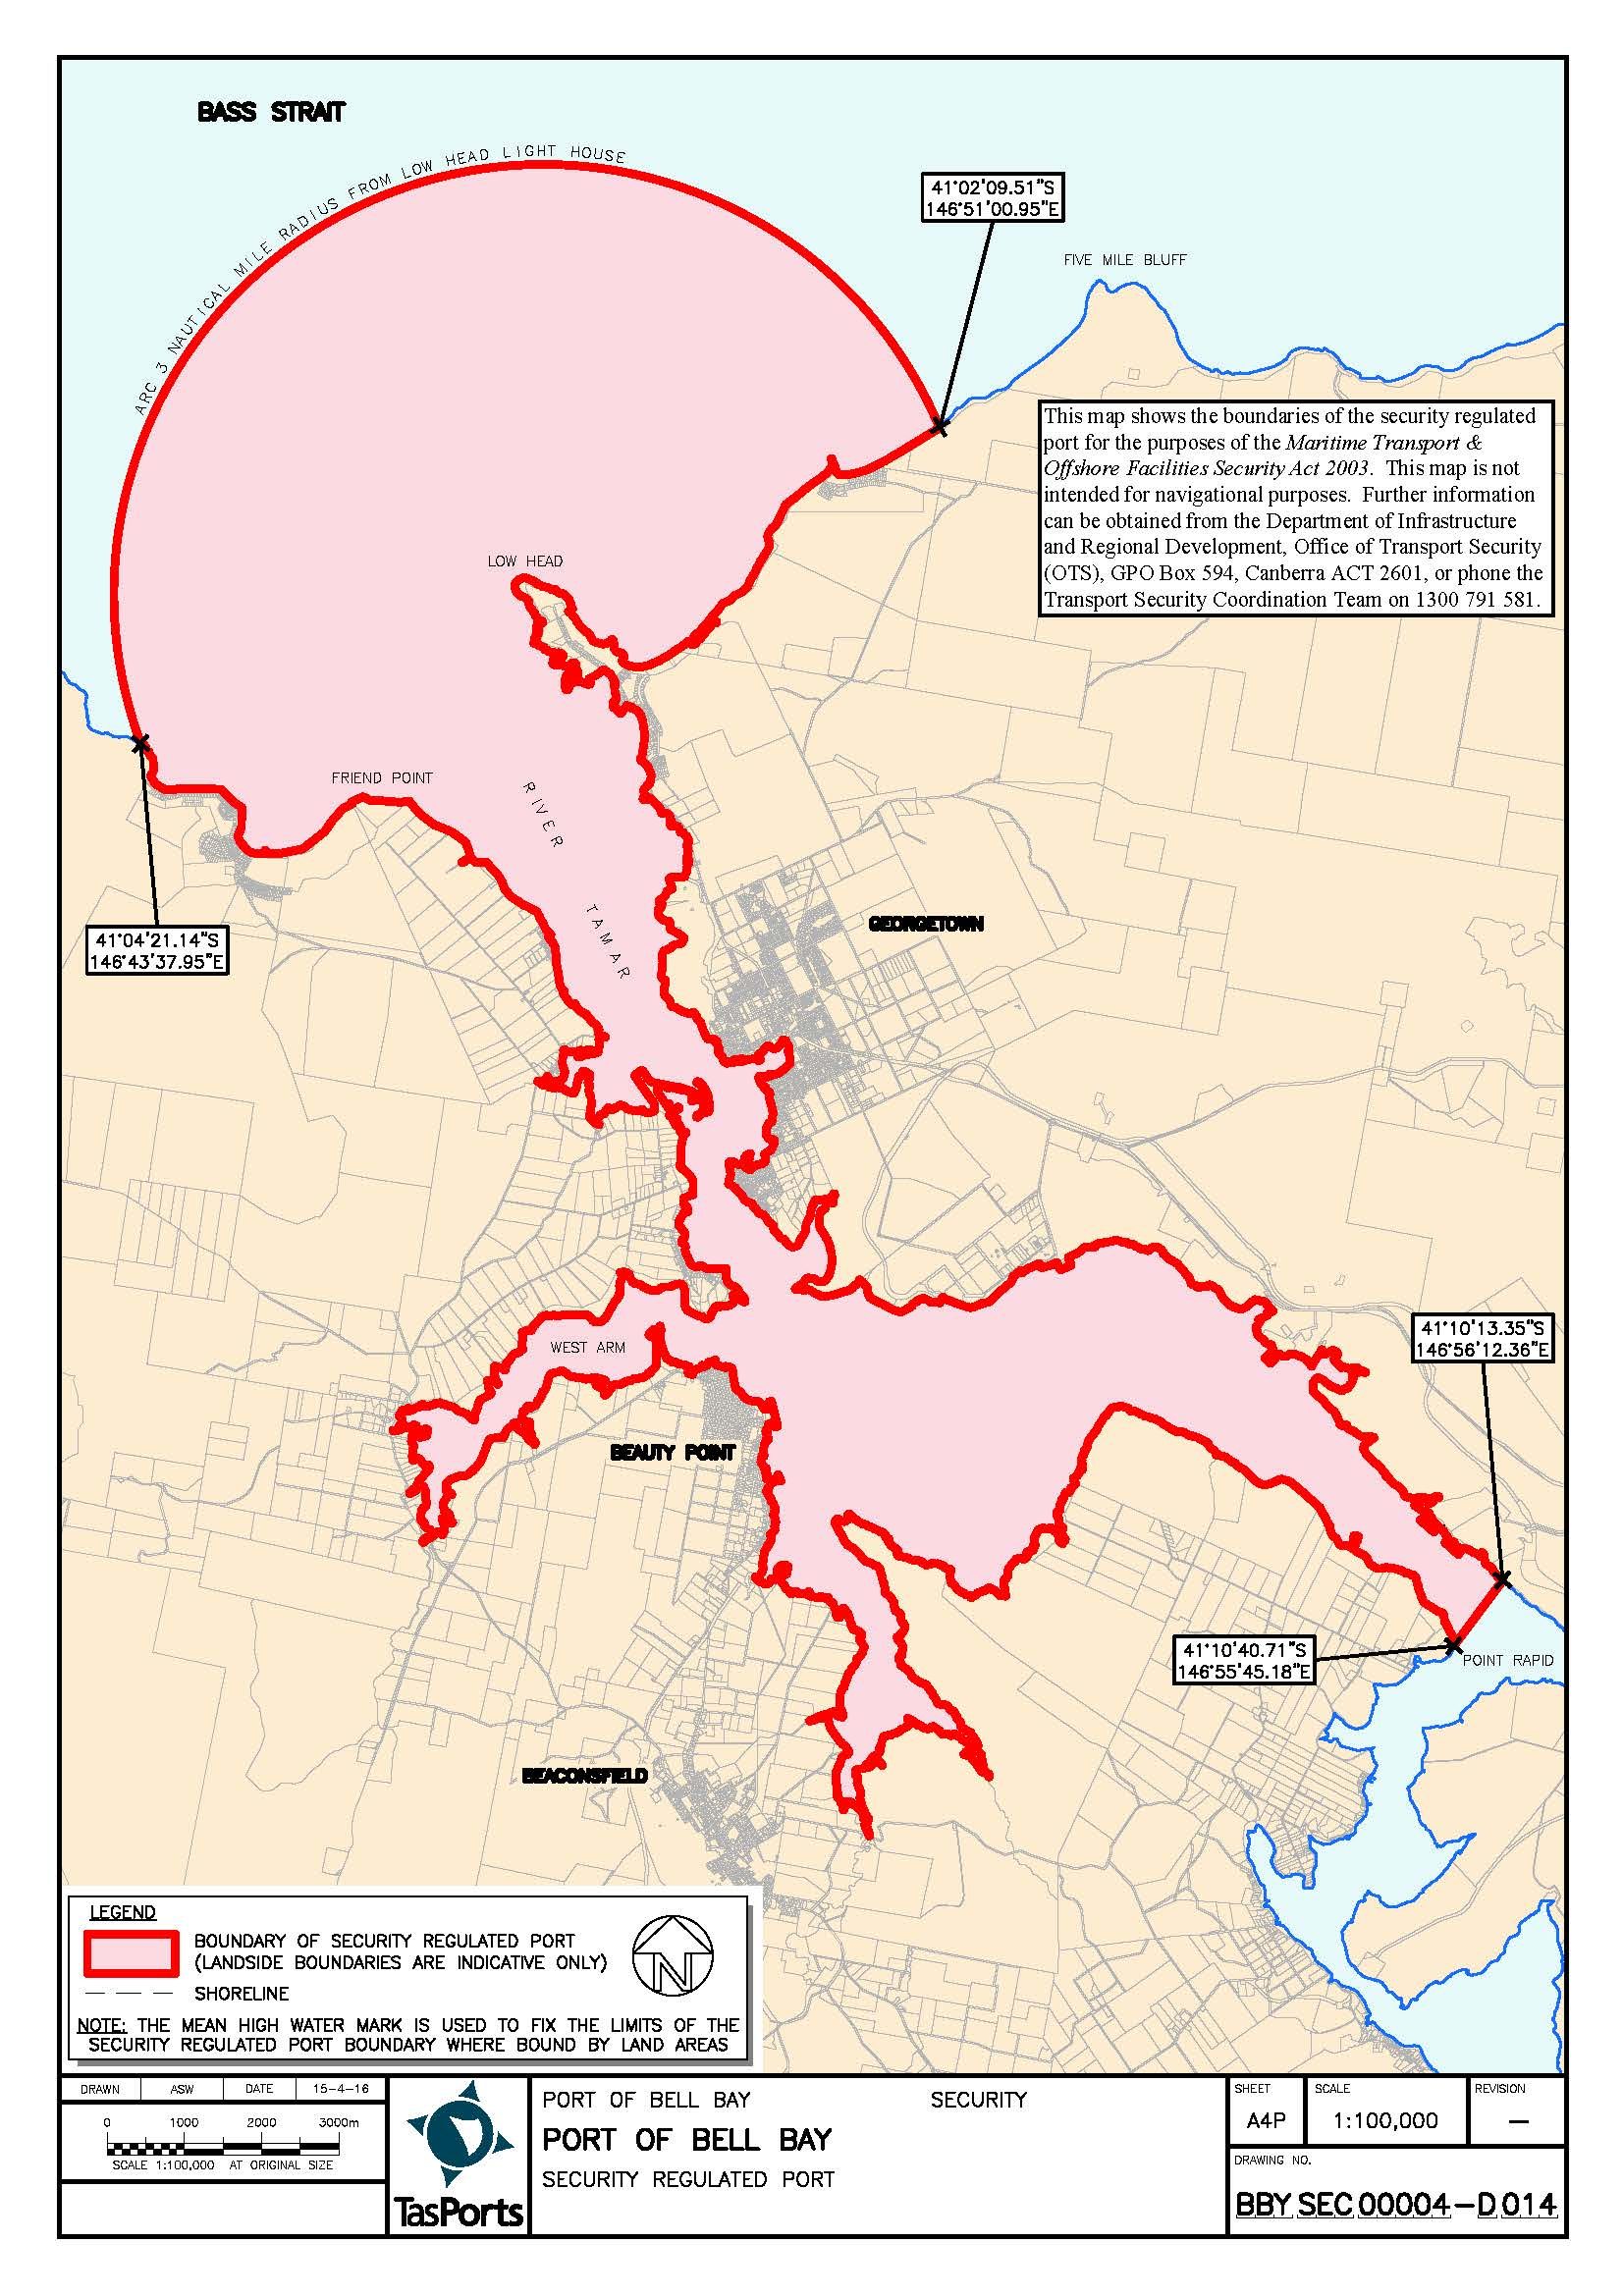 BASS STRAIT
ARC 3 NAUTICAL MILE RADIUS FROM LOW HEAD LIGHT HOUSE
41°02'09.51"S
146°51'00.95"E
FIVE MILE BLUFF
This map shows the boundaries of the security regulated
port for the purposes of the Maritime Transport &
Offshore Facilities Security Act 2003. This map is not
intended for navigational purposes. Further information
can be obtained from the Department of Infrastructure
and Regional Development, Office of Transport Security
(OTS), GPO Box 594, Canberra ACT 2601, or phone the
Transport Security Coordination Team on 1300 791 581.
LOW HEAD
FRIEND POINT
RIVER TAMAR
GEORGETOWN
41°04'21.14"S
146°43'37.95"E
WEST ARM
41°10'13.35"S
146°56'12.36"E
BEAUTY POINT
41°10'40.71"S
146°55'45.18"E
POINT RAPID
BEACONSFIELD
LEGEND
BOUNDARY OF SECURITY REGULATED PORT
(LANDSIDE BOUNDARIES ARE INDICATIVE ONLY)
SHORELINE
N
NOTE: THE MEAN HIGH WATER MARK IS USED TO FIX THE LIMITS OF THE
SECURITY REGULATED PORT BOUNDARY WHERE BOUND BY LAND AREAS
DRAWN ASW DATE 15-4-16
0 1000 2000 3000m
SCALE 1:100,000 AT ORIGINAL SIZE
TasPorts
PORT OF BELL BAY SECURITY
PORT OF BELL BAY
SECURITY REGULATED PORT
SHEET
A4P
SCALE
1:100,000
REVISION
–
DRAWING NO.
BBY SEC 00004-D 014